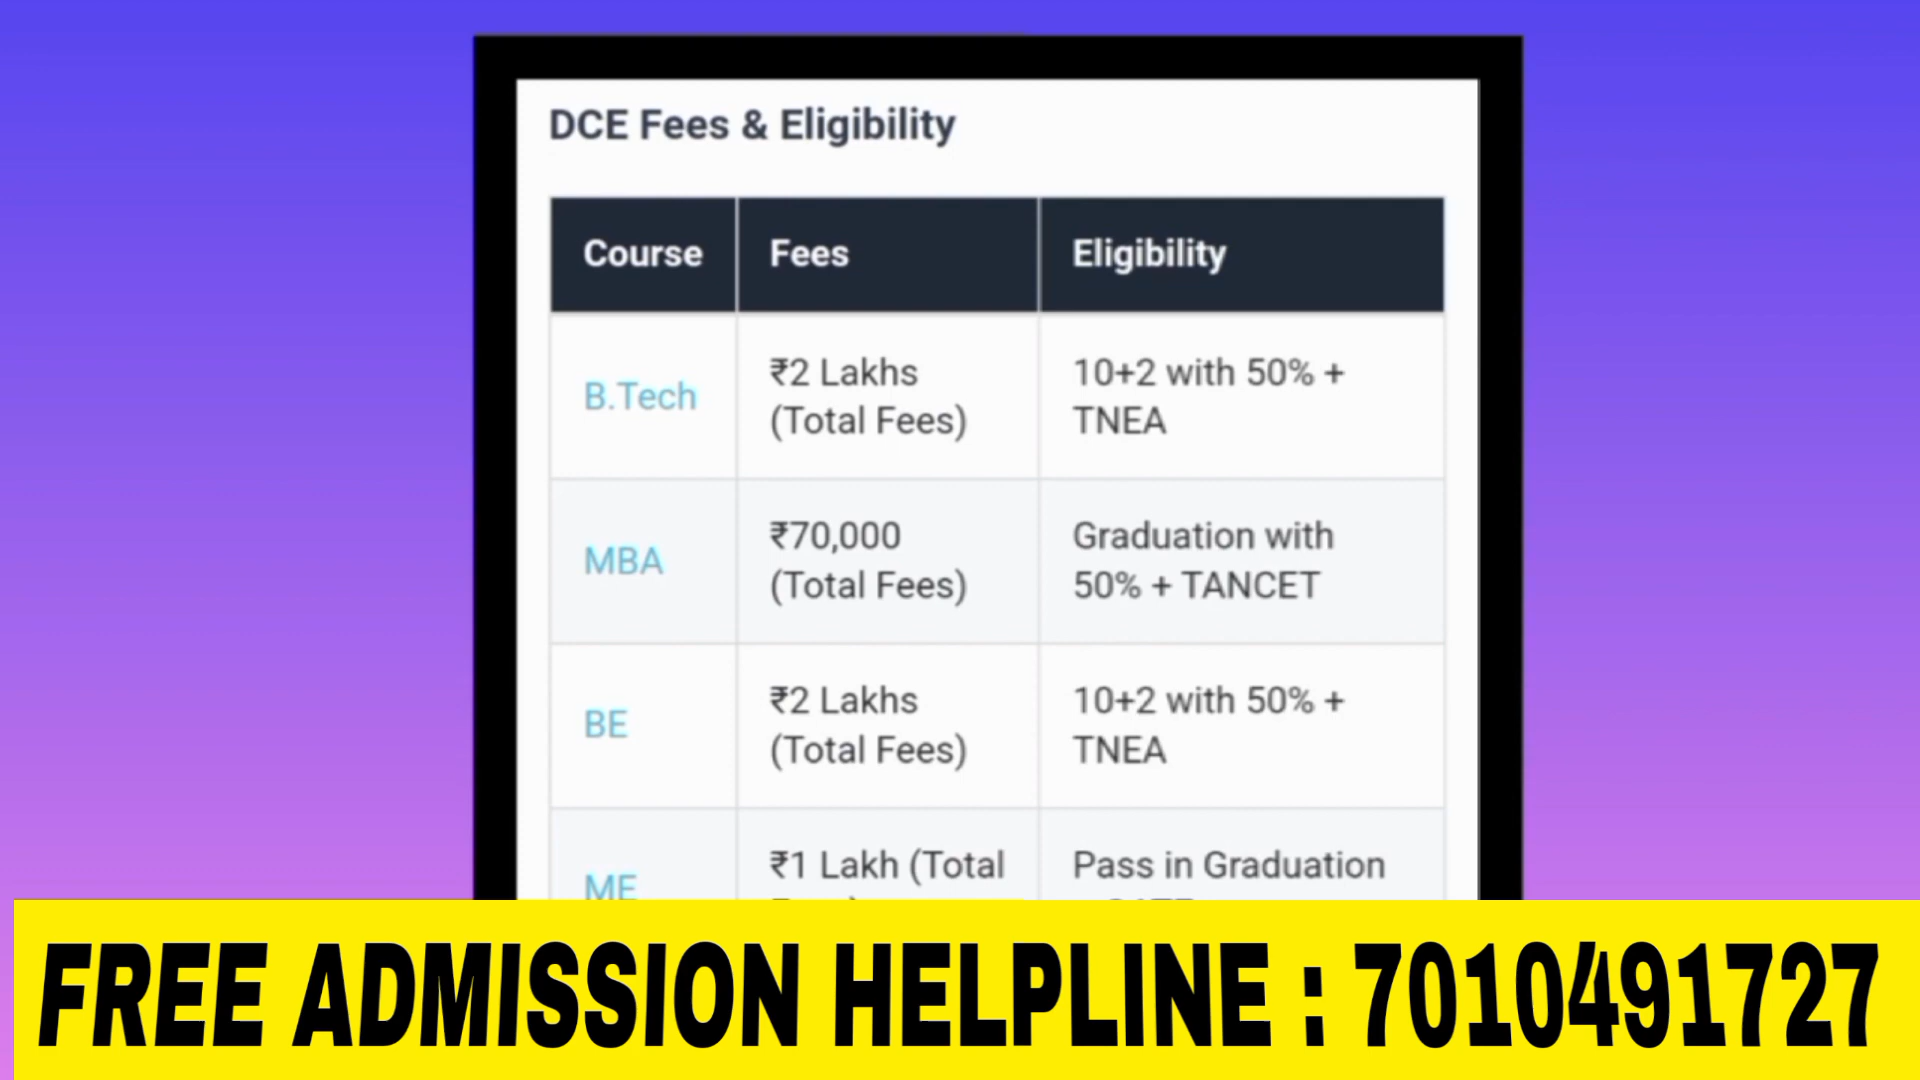 DCE Fees & Eligibility
Course Fees Eligibility
B.Tech ₹2 Lakhs (Total Fees) 10+2 with 50% + TNEA
MBA ₹70,000 (Total Fees) Graduation with 50% + TANCET
BE ₹2 Lakhs (Total Fees) 10+2 with 50% + TNEA
ME ₹1 Lakh (Total Pass in Graduation
FREE ADMISSION HELPLINE : 7010491727